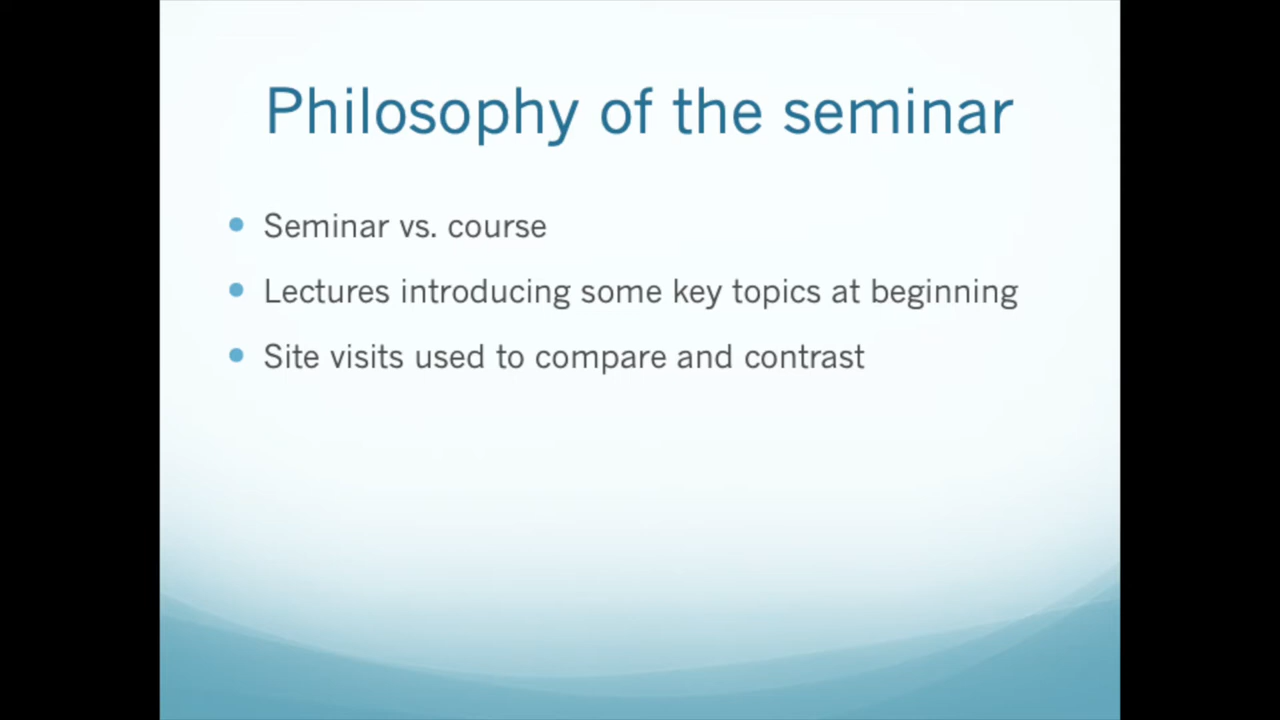 Philosophy of the seminar
Seminar vs. course
Lectures introducing some key topics at beginning
Site visits used to compare and contrast